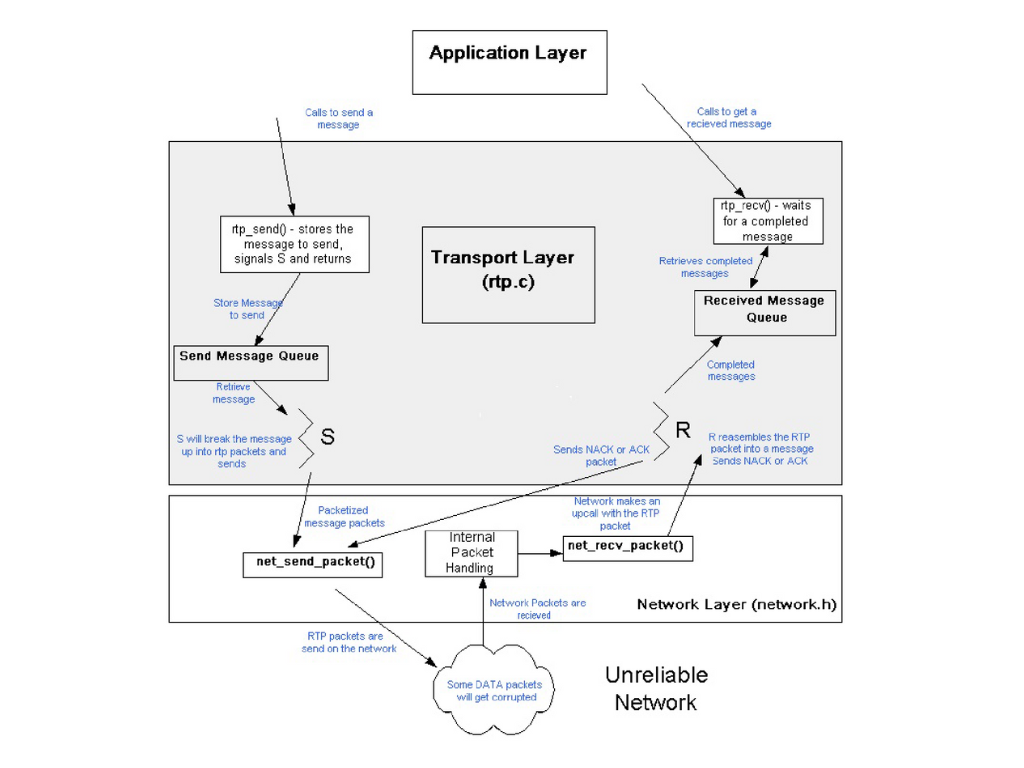 Application Layer
Calls to send a
message
Calls to get a
recieved message
rtp_send() - stores the
message to send,
signals S and returns
Transport Layer
(rtp.c)
rtp_recv() - waits
for a completed
message
Retrieves completed
messages
Received Message
Queue
Store Message
to send
Send Message Queue
Retrieve
message
Completed
messages
S will break the message
up into rtp packets and
sends
S
R
Sends NACK or ACK
packet
R reasembles the RTP
packet into a message
Sends NACK or ACK
Packetized
message packets
Network makes an
upcall with the RTP
packet
net_send_packet()
Internal
Packet
Handling
net_recv_packet()
Network Packets are
recieved
Network Layer (network.h)
RTP packets are
send on the network
Some DATA packets
will get corrupted
Unreliable
Network